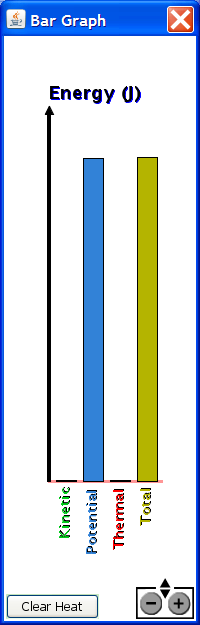 Bar Graph
Energy (J)
Kinetic
Potential
Thermal
Total
Clear Heat